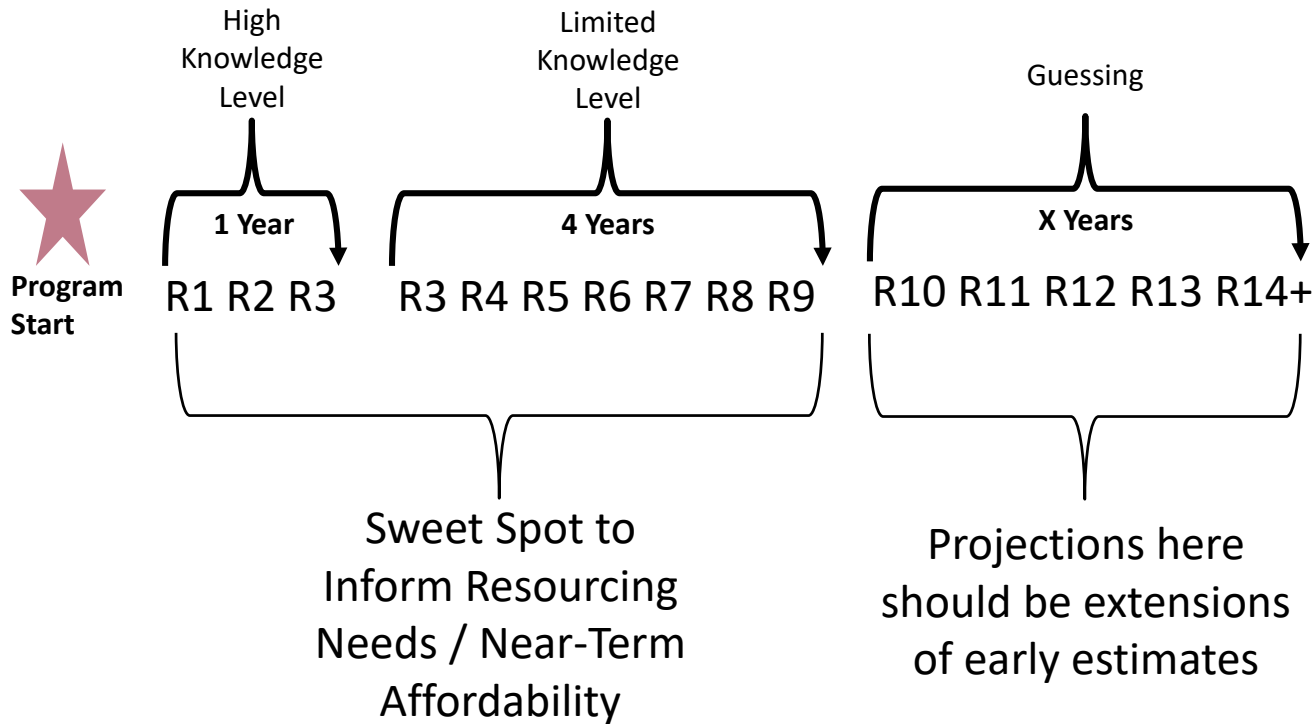 High
Knowledge
Level
Limited
Knowledge
Level
Guessing
1 Year
4 Years
X Years
Program
Start
R1 R2 R3
R3 R4 R5 R6 R7 R8 R9
R10 R11 R12 R13 R14+
Sweet Spot to
Inform Resourcing
Needs / Near-Term
Affordability
Projections here
should be extensions
of early estimates